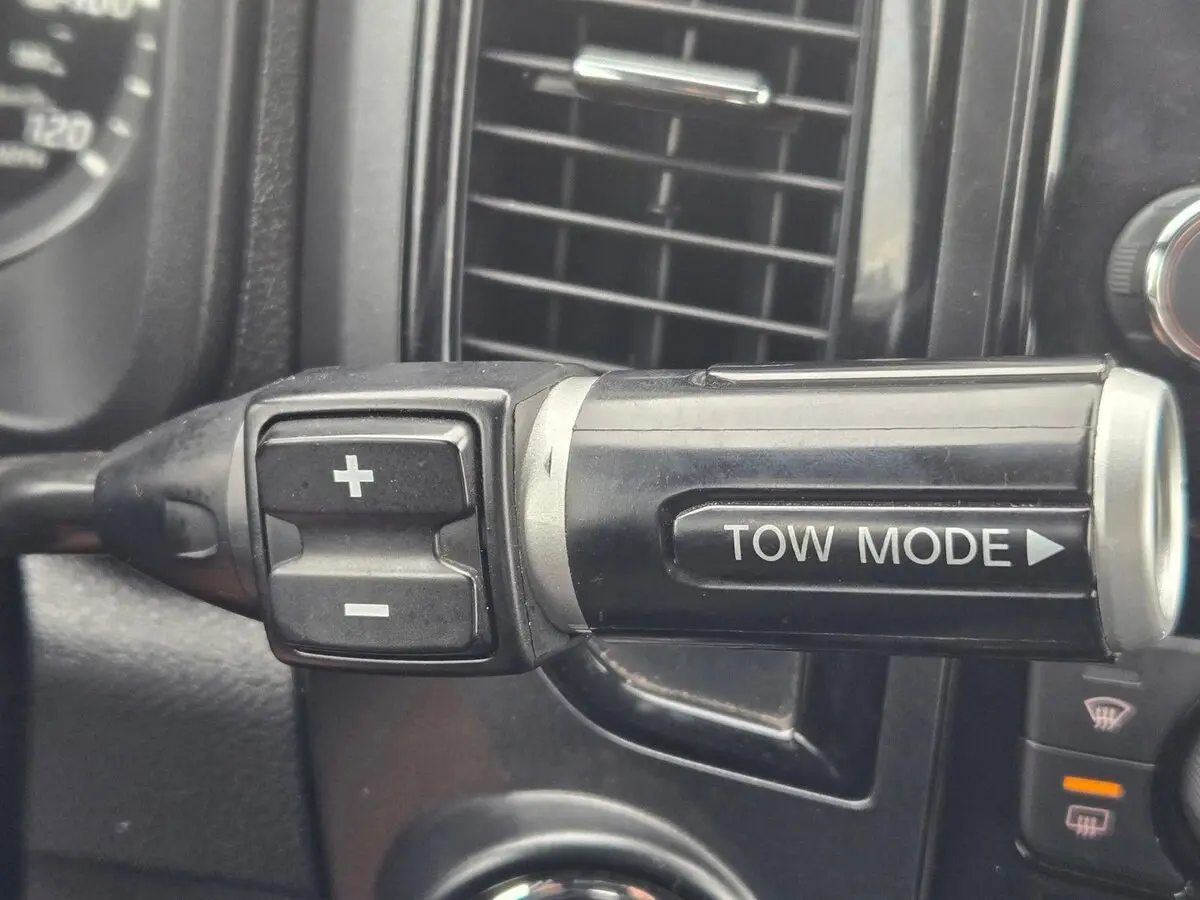 120
+
TOW MODE
-